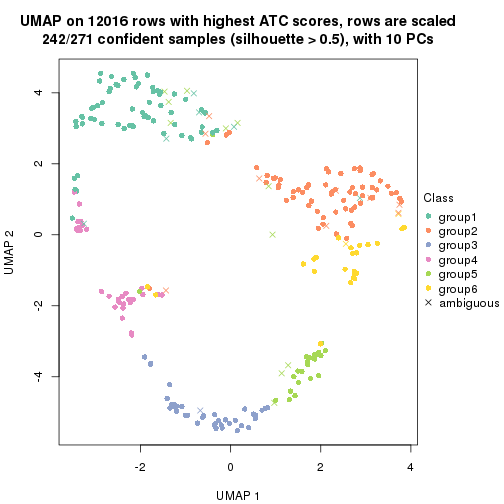 UMAP on 12016 rows with highest ATC scores, rows are scaled
242/271 confident samples (silhouette > 0.5), with 10 PCs
4
2
0
-2
-4
UMAP 2
-2
0
2
4
UMAP 1
Class
group1
group2
group3
group4
group5
group6
ambiguous